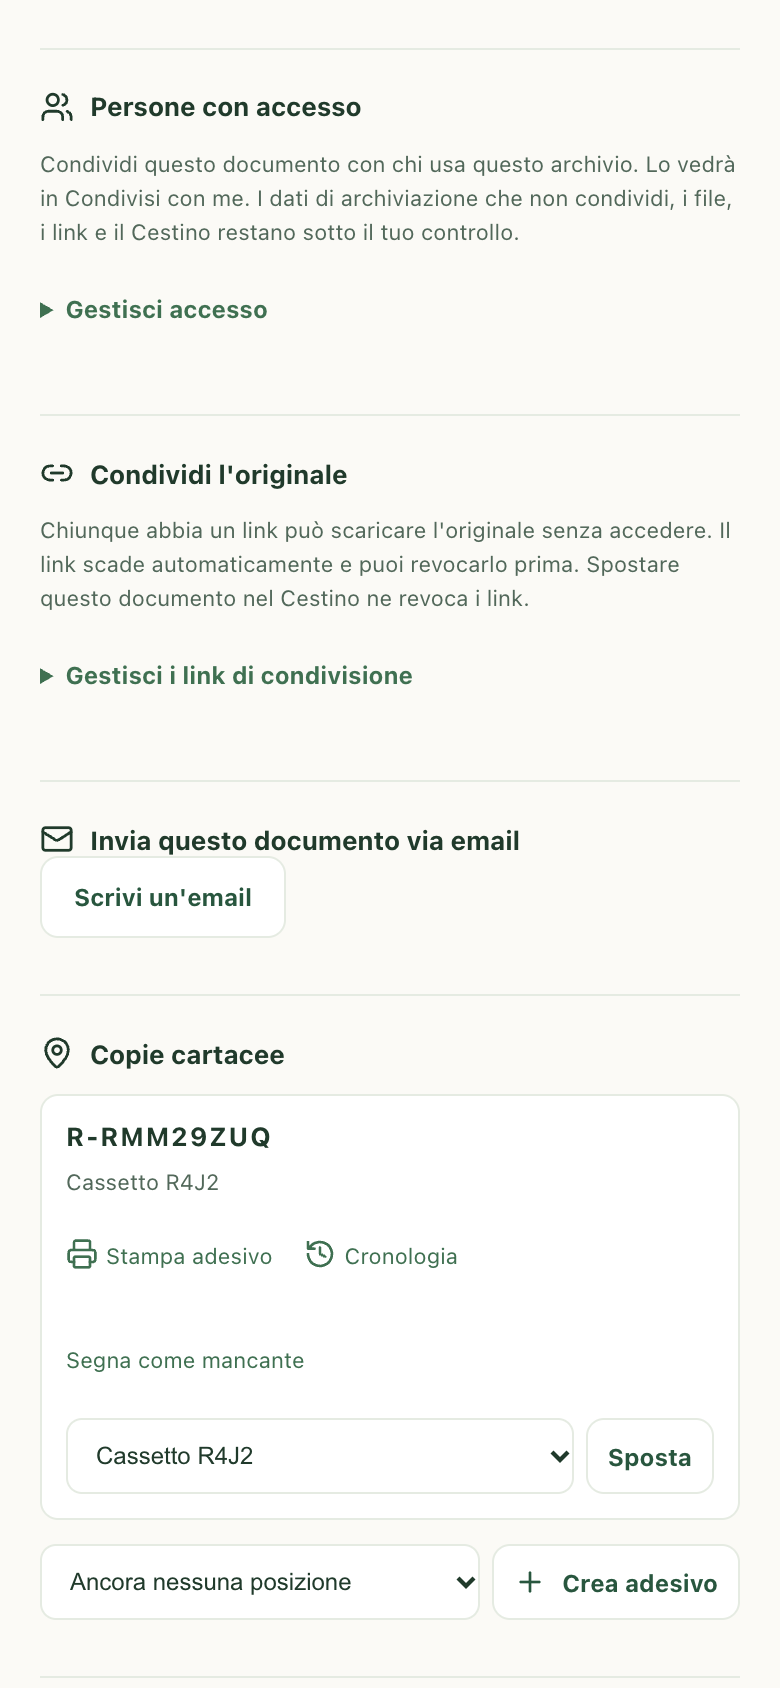 Persone con accesso
Condividi questo documento con chi usa questo archivio. Lo vedrà
in Condivisi con me. I dati di archiviazione che non condividi, i file,
i link e il Cestino restano sotto il tuo controllo.
Gestisci accesso
Condividi l'originale
Chiunque abbia un link può scaricare l'originale senza accedere. Il
link scade automaticamente e puoi revocarlo prima. Spostare
questo documento nel Cestino ne revoca i link.
Gestisci i link di condivisione
Invia questo documento via email
Scrivi un'email
Copie cartacee
R-RMM29ZUQ
Cassetto R4J2
Stampa adesivo Cronologia
Segna come mancante
Cassetto R4J2 Sposta
Ancora nessuna posizione Crea adesivo